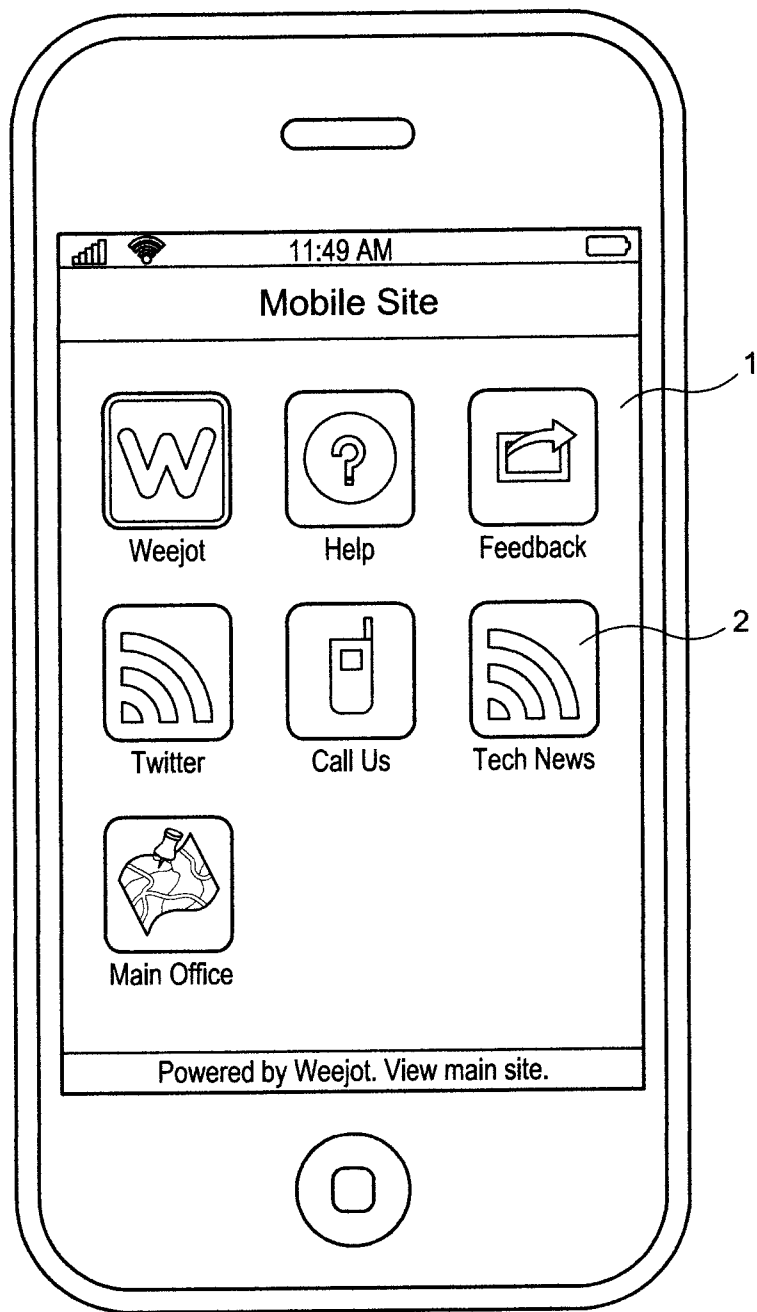 11:49 AM
Mobile Site
1
W ?
Weejot Help Feedback
2
Twitter Call Us Tech News
Main Office
Powered by Weejot. View main site.